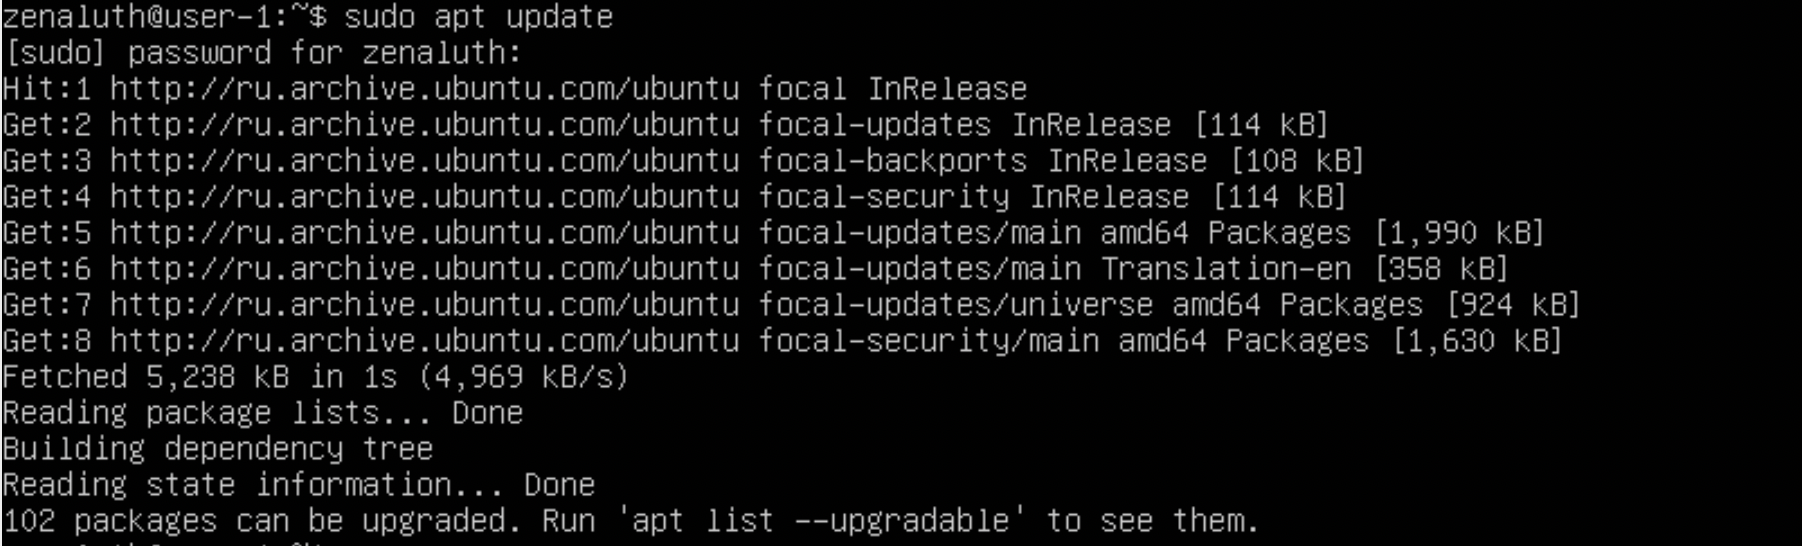 zenaluth@user-1:~$ sudo apt update
[sudo] password for zenaluth:
Hit:1 http://ru.archive.ubuntu.com/ubuntu focal InRelease
Get:2 http://ru.archive.ubuntu.com/ubuntu focal-updates InRelease [114 kB]
Get:3 http://ru.archive.ubuntu.com/ubuntu focal-backports InRelease [108 kB]
Get:4 http://ru.archive.ubuntu.com/ubuntu focal-security InRelease [114 kB]
Get:5 http://ru.archive.ubuntu.com/ubuntu focal-updates/main amd64 Packages [1,990 kB]
Get:6 http://ru.archive.ubuntu.com/ubuntu focal-updates/main Translation-en [358 kB]
Get:7 http://ru.archive.ubuntu.com/ubuntu focal-updates/universe amd64 Packages [924 kB]
Get:8 http://ru.archive.ubuntu.com/ubuntu focal-security/main amd64 Packages [1,630 kB]
Fetched 5,238 kB in 1s (4,969 kB/s)
Reading package lists... Done
Building dependency tree
Reading state information... Done
102 packages can be upgraded. Run 'apt list --upgradable' to see them.